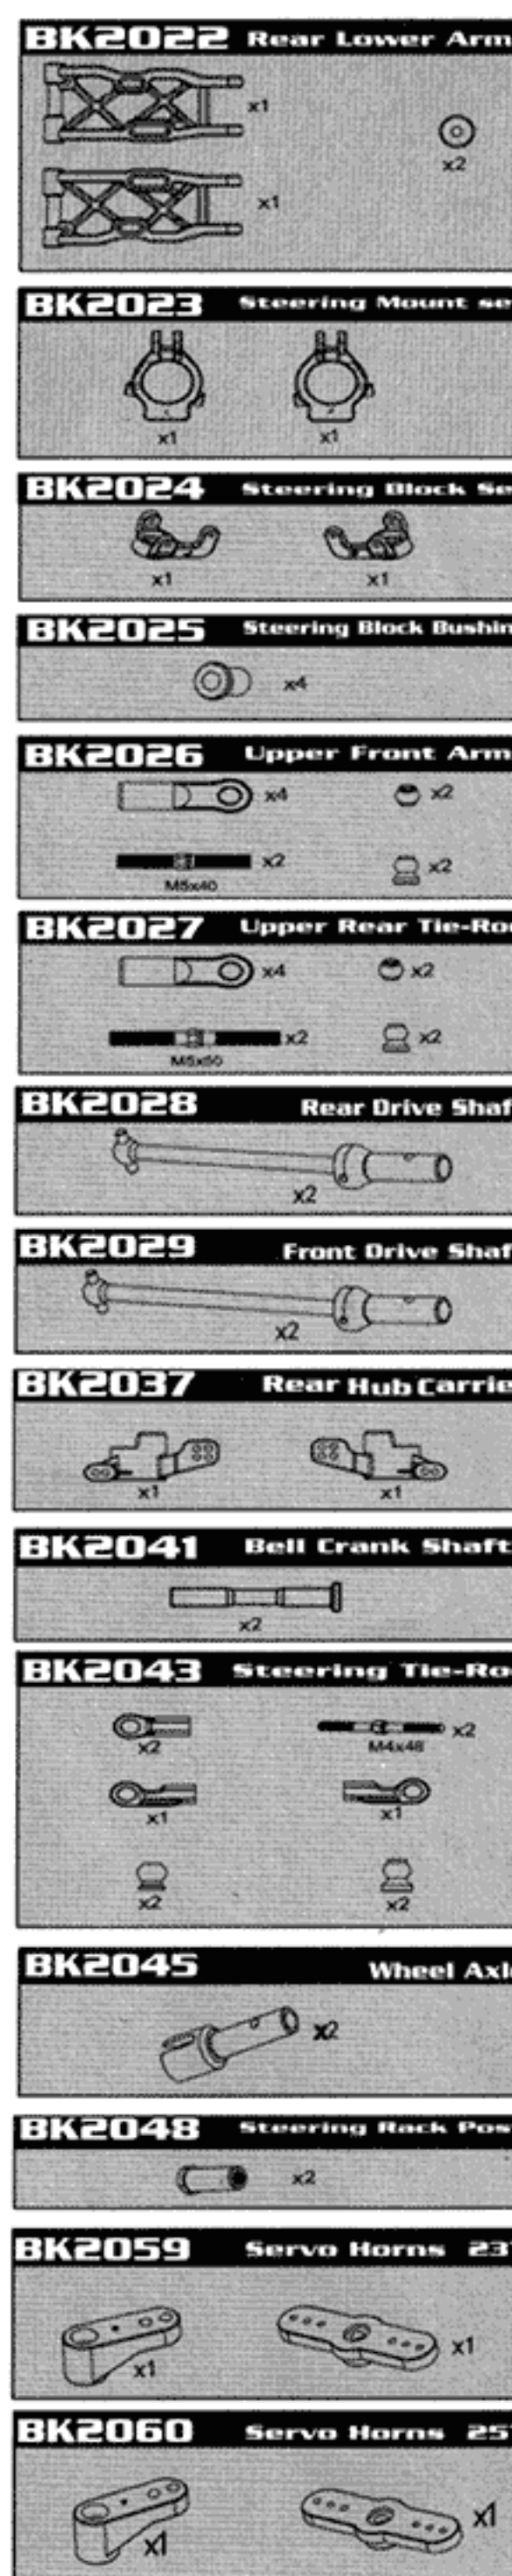 BK2022 Rear Lower Arm
x1
x2
x1
BK2023 Steering Mount se
x1 x1
BK2024 Steering Block Se
x1 x1
BK2025 Steering Block Bushin
x4
BK2026 Upper Front Arm
x4 x2
x2 x2
M5x40
BK2027 Upper Rear Tie-Ro
x4 x2
x2 x2
M5x50
BK2028 Rear Drive Shaf
x2
BK2029 Front Drive Shaf
x2
BK2037 Rear Hub Carrie
x1 x1
BK2041 Bell Crank Shaft
x2
BK2043 Steering Tie-Ro
x2 x2
M4x48
x1 x1
x2 x2
BK2045 Wheel Axl
x2
BK2048 Steering Rack Pos
x2
BK2059 Servo Horns 23
x1 x1
BK2060 Servo Horns 25
x1 x1